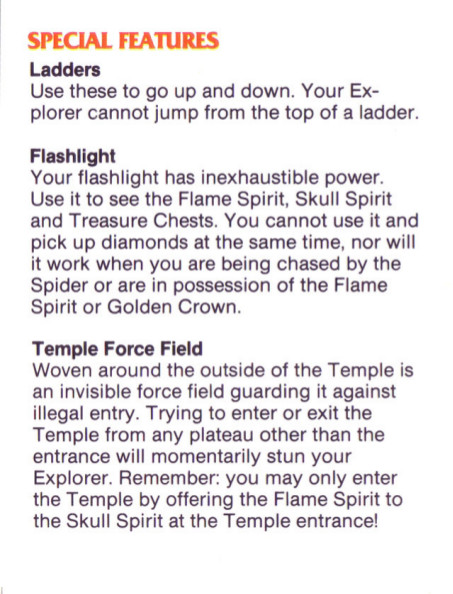 SPECIAL FEATURES
Ladders
Use these to go up and down. Your Ex-
plorer cannot jump from the top of a ladder.
Flashlight
Your flashlight has inexhaustible power.
Use it to see the Flame Spirit, Skull Spirit
and Treasure Chests. You cannot use it and
pick up diamonds at the same time, nor will
it work when you are being chased by the
Spider or are in possession of the Flame
Spirit or Golden Crown.
Temple Force Field
Woven around the outside of the Temple is
an invisible force field guarding it against
illegal entry. Trying to enter or exit the
Temple from any plateau other than the
entrance will momentarily stun your
Explorer. Remember: you may only enter
the Temple by offering the Flame Spirit to
the Skull Spirit at the Temple entrance!